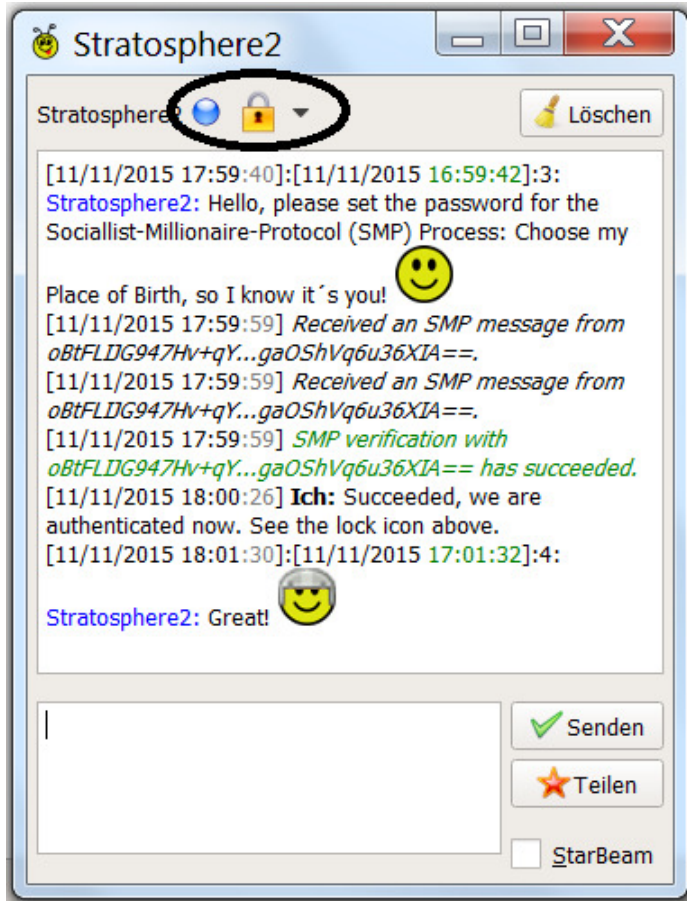 Stratosphere2
Stratosphere2
Löschen
[11/11/2015 17:59:40]:[11/11/2015 16:59:42]:3:
Stratosphere2: Hello, please set the password for the
Sociallist-Millionaire-Protocol (SMP) Process: Choose my
Place of Birth, so I know it´s you!
[11/11/2015 17:59:59] Received an SMP message from
oBtFLIJG947Hv+qY...gaOShVq6u36XIA==.
[11/11/2015 17:59:59] Received an SMP message from
oBtFLIJG947Hv+qY...gaOShVq6u36XIA==.
[11/11/2015 17:59:59] SMP verification with
oBtFLIJG947Hv+qY...gaOShVq6u36XIA== has succeeded.
[11/11/2015 18:00:26] Ich: Succeeded, we are
authenticated now. See the lock icon above.
[11/11/2015 18:01:30]:[11/11/2015 17:01:32]:4:
Stratosphere2: Great!
Senden
Teilen
StarBeam